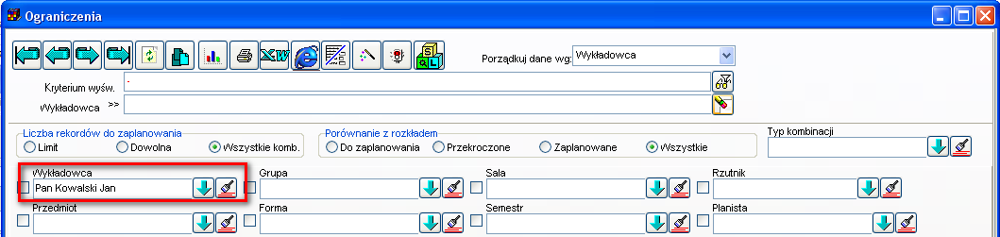 Ograniczenia
Porządkuj dane wg: Wykładowca
Kryterium wyśw. -
Wykładowca >>
Liczba rekordów do zaplanowania
Limit Dowolna Wszystkie komb.
Porównanie z rozkładem
Do zaplanowania Przekroczone Zaplanowane Wszystkie
Typ kombinacji
Wykładowca Grupa Sala Rzutnik
Pan Kowalski Jan
Przedmiot Forma Semestr Planista